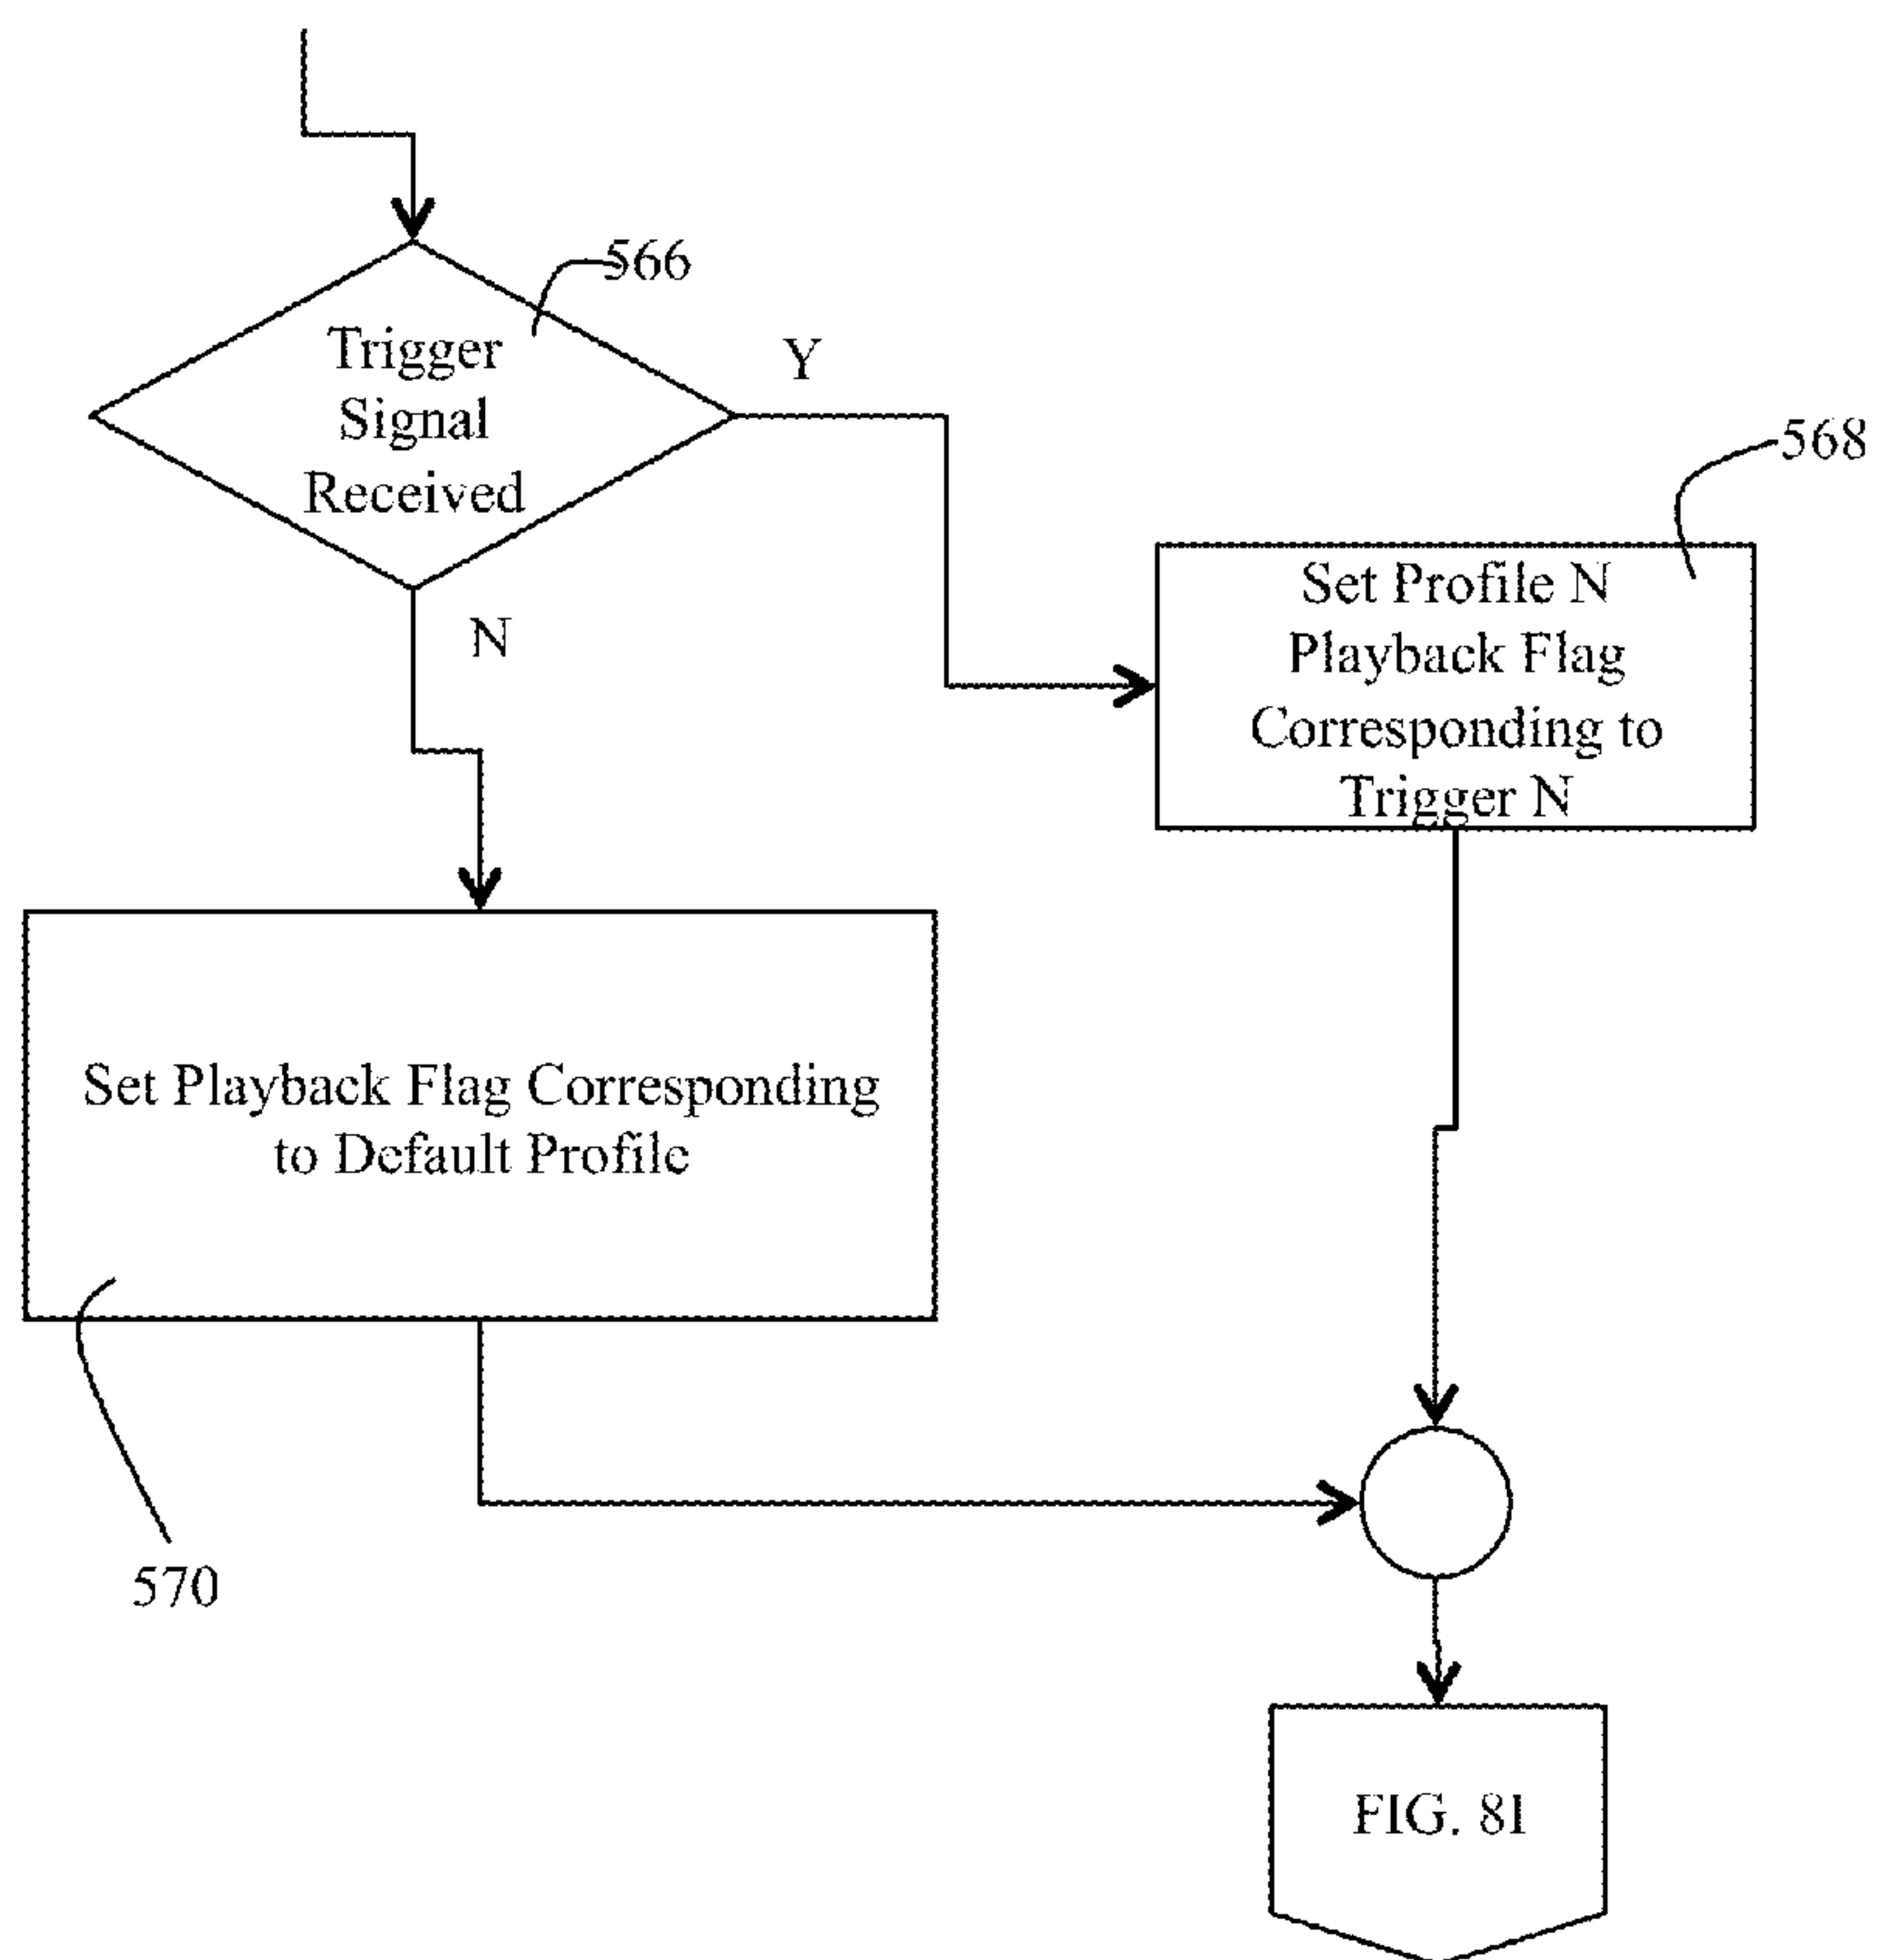 566
Trigger
Signal
Received
Y
568
Set Profile N
Playback Flag
Corresponding to
Trigger N
N
Set Playback Flag Corresponding
to Default Profile
570
FIG. 8I